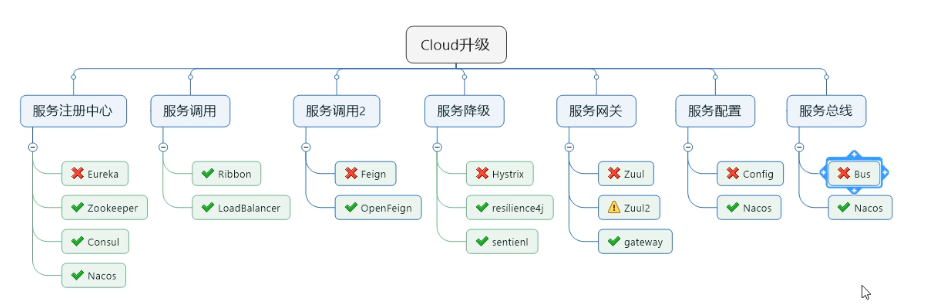 Cloud升级
服务注册中心
Eureka
Zookeeper
Consul
Nacos
服务调用
Ribbon
LoadBalancer
服务调用2
Feign
OpenFeign
服务降级
Hystrix
resilience4j
sentienl
服务网关
Zuul
Zuul2
gateway
服务配置
Config
Nacos
服务总线
Bus
Nacos